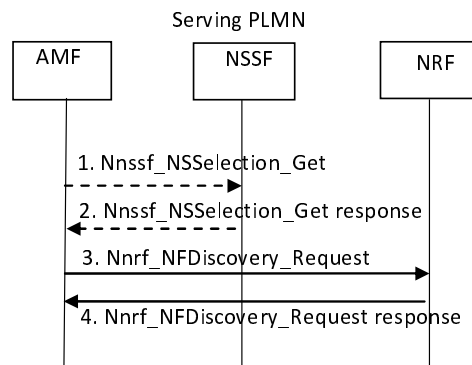 Serving PLMN
AMF
NSSF
NRF
1. Nnssf_NSSelection_Get
2. Nnssf_NSSelection_Get response
3. Nnrf_NFDiscovery_Request
4. Nnrf_NFDiscovery_Request response